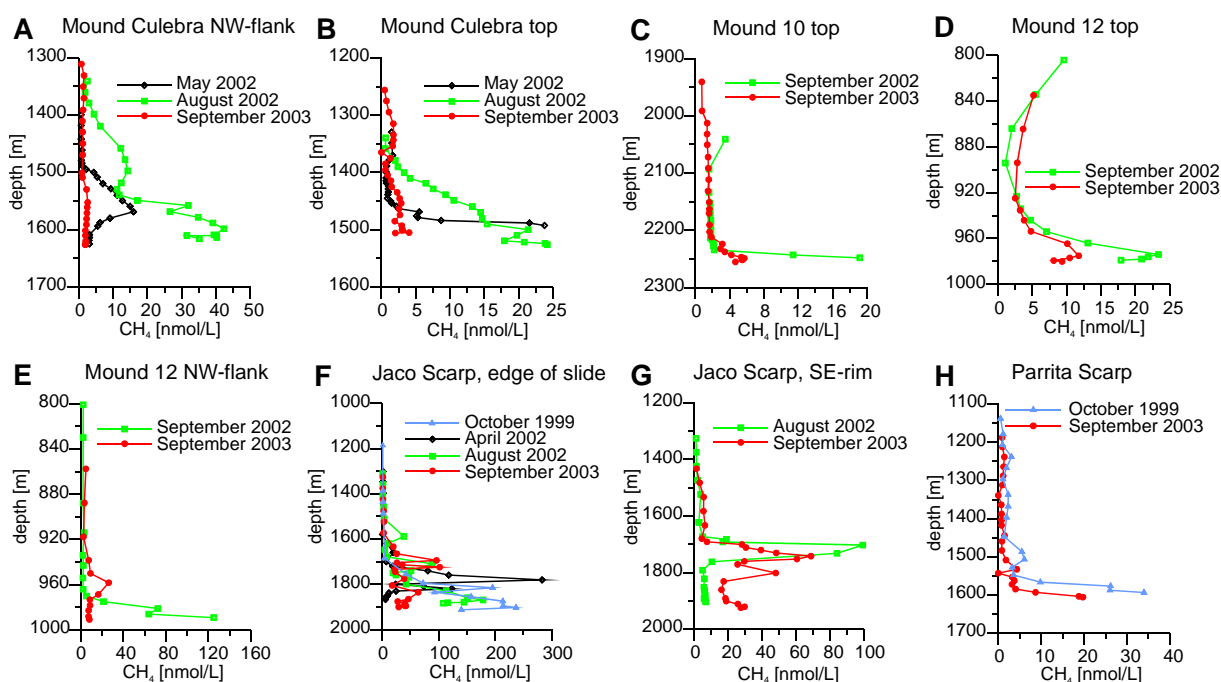 A Mound Culebra NW-flank
1300
1400
1500
1600
1700
depth [m]
May 2002
August 2002
September 2003
0 10 20 30 40 50
CH₄ [nmol/L]
B Mound Culebra top
1200
1300
1400
1500
1600
depth [m]
May 2002
August 2002
September 2003
0 5 10 15 20 25
CH₄ [nmol/L]
C Mound 10 top
1900
2000
2100
2200
2300
depth [m]
September 2002
September 2003
0 4 8 12 16 20
CH₄ [nmol/L]
D Mound 12 top
800
840
880
920
960
1000
depth [m]
September 2002
September 2003
0 5 10 15 20 25
CH₄ [nmol/L]
E Mound 12 NW-flank
800
840
880
920
960
1000
depth [m]
September 2002
September 2003
0 40 80 120 160
CH₄ [nmol/L]
F Jaco Scarp, edge of slide
1000
1200
1400
1600
1800
2000
depth [m]
October 1999
April 2002
August 2002
September 2003
0 100 200 300
CH₄ [nmol/L]
G Jaco Scarp, SE-rim
1200
1400
1600
1800
2000
depth [m]
August 2002
September 2003
0 20 40 60 80 100
CH₄ [nmol/L]
H Parrita Scarp
1100
1200
1300
1400
1500
1600
1700
depth [m]
October 1999
September 2003
0 10 20 30 40
CH₄ [nmol/L]